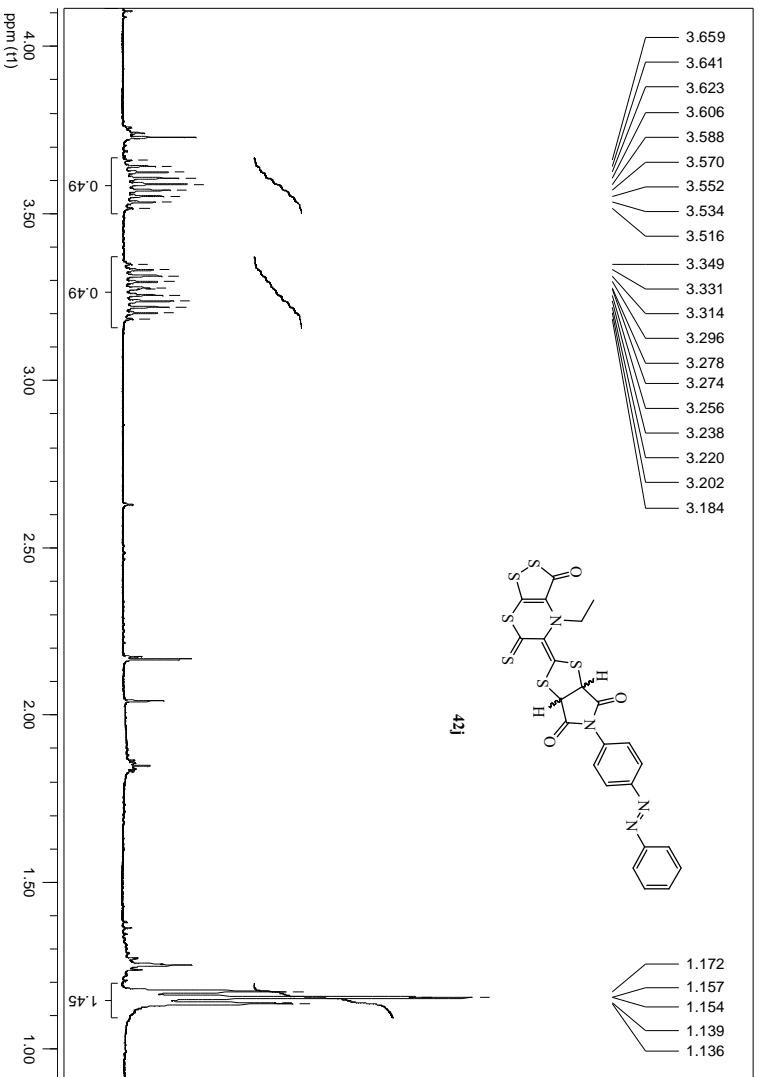 3.659
3.641
3.623
3.606
3.588
3.570
3.552
3.534
3.516
3.349
3.331
3.314
3.296
3.278
3.274
3.256
3.238
3.220
3.202
3.184
1.172
1.157
1.154
1.139
1.136
O
S
S
S
N
S
S
S
H
H
O
O
N
N
N
42j
0.49
0.49
1.45
4.00
3.50
3.00
2.50
2.00
1.50
1.00
ppm (t1)